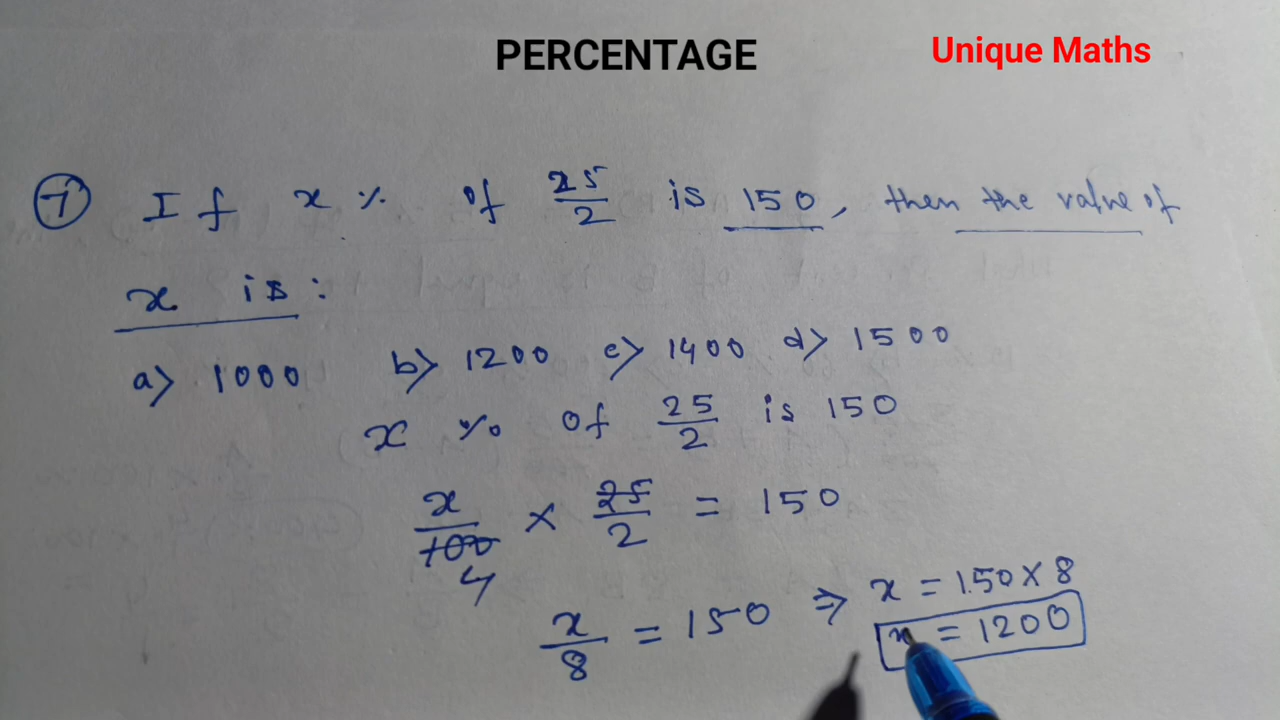 PERCENTAGE
Unique Maths
7 If x % of 25/2 is 150, then the value of
x is :
a) 1000 b) 1200 c) 1400 d) 1500
x % of 25/2 is 150
x/100 × 25/2 = 150
4
x/8 = 150 ⇒ x = 150 × 8
x = 1200